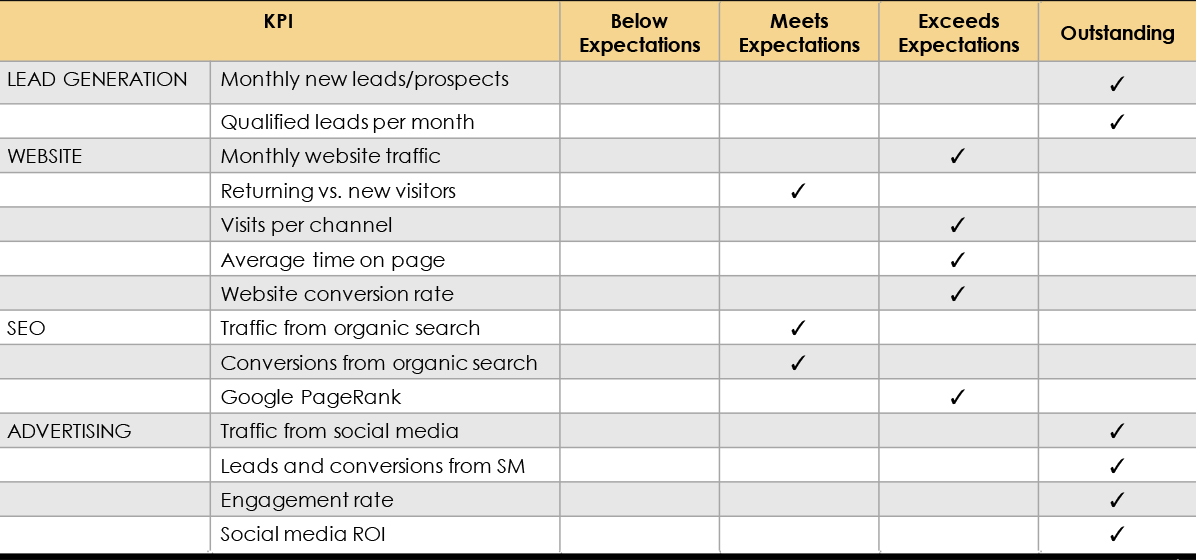 KPI Below Expectations Meets Expectations Exceeds Expectations Outstanding
LEAD GENERATION Monthly new leads/prospects ✓
Qualified leads per month ✓
WEBSITE Monthly website traffic ✓
Returning vs. new visitors ✓
Visits per channel ✓
Average time on page ✓
Website conversion rate ✓
SEO Traffic from organic search ✓
Conversions from organic search ✓
Google PageRank ✓
ADVERTISING Traffic from social media ✓
Leads and conversions from SM ✓
Engagement rate ✓
Social media ROI ✓